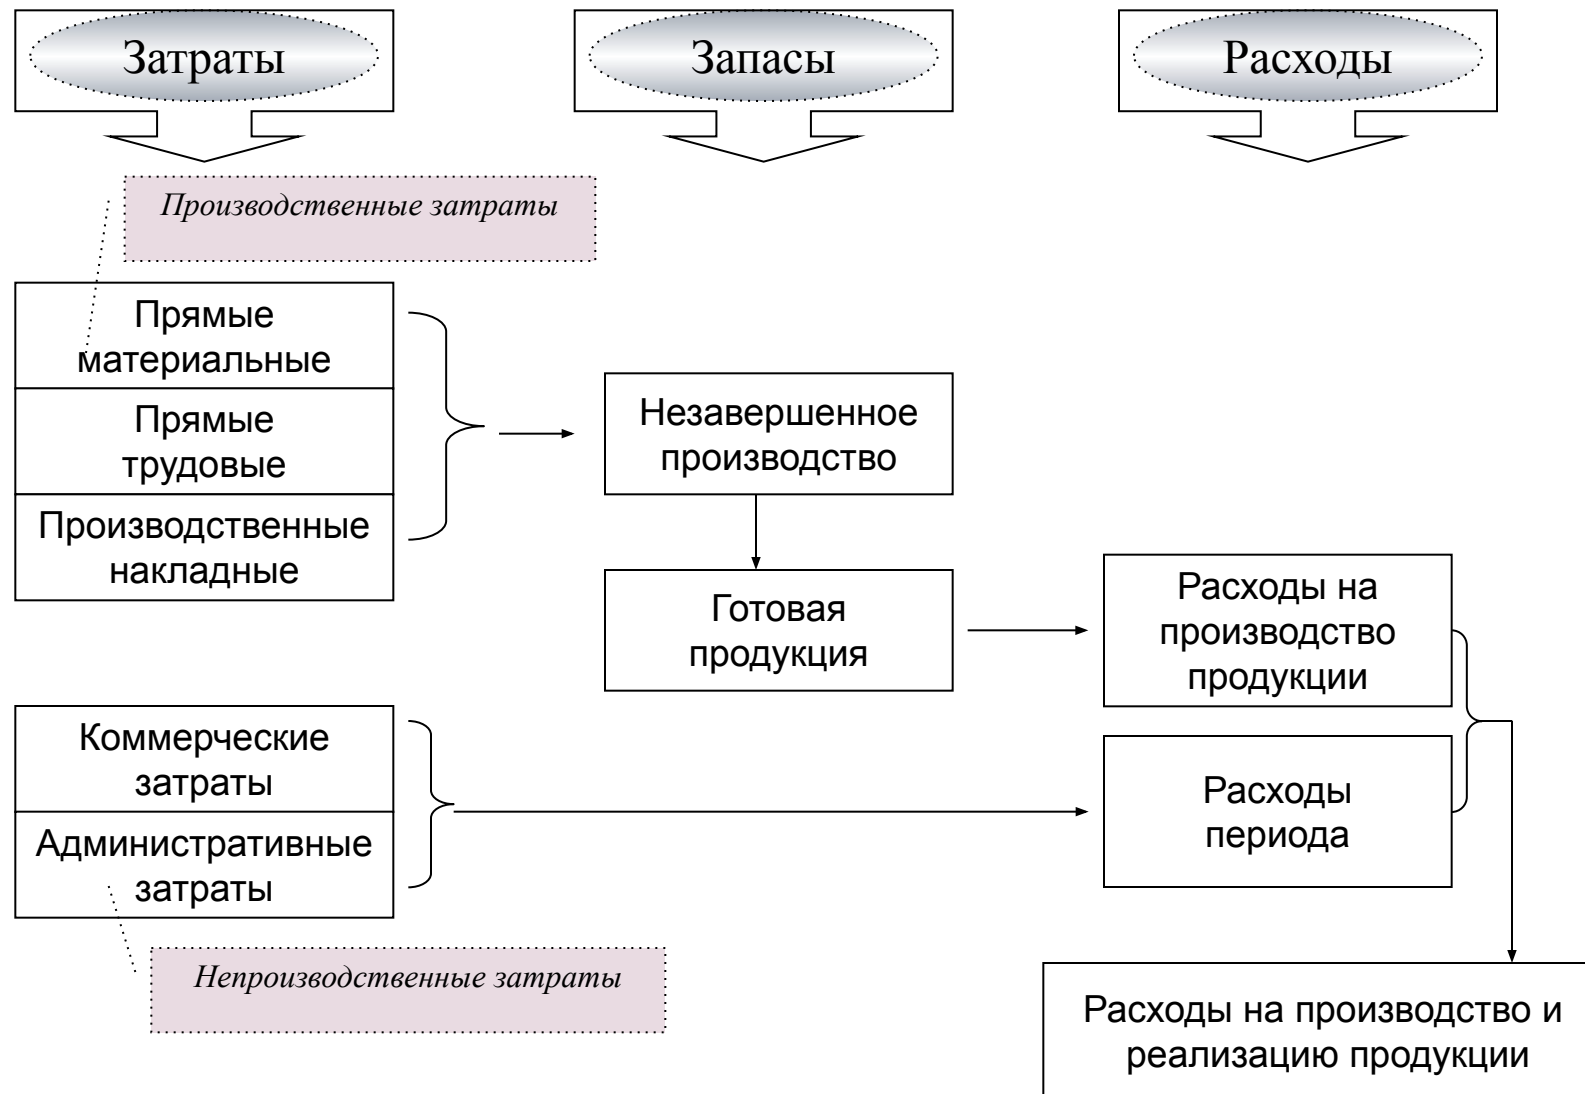 Затраты
Запасы
Расходы
Производственные затраты
Прямые
материальные
Прямые
трудовые
Производственные
накладные
Незавершенное
производство
Готовая
продукция
Расходы на
производство
продукции
Коммерческие
затраты
Административные
затраты
Расходы
периода
Непроизводственные затраты
Расходы на производство и
реализацию продукции